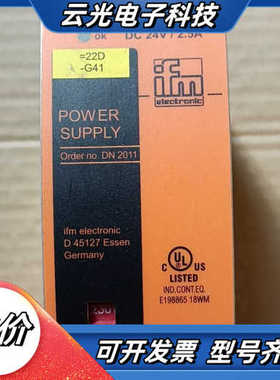 云光电子科技
ok DC 24V / 2.5A
=22D
-G41
ifm
electronic
POWER
SUPPLY
Order no. DN 2011
ifm electronic
D 45127 Essen
Germany
C UL US
LISTED
IND.CONT.EQ.
E198865 18WM
230
价
可开发票 型号齐